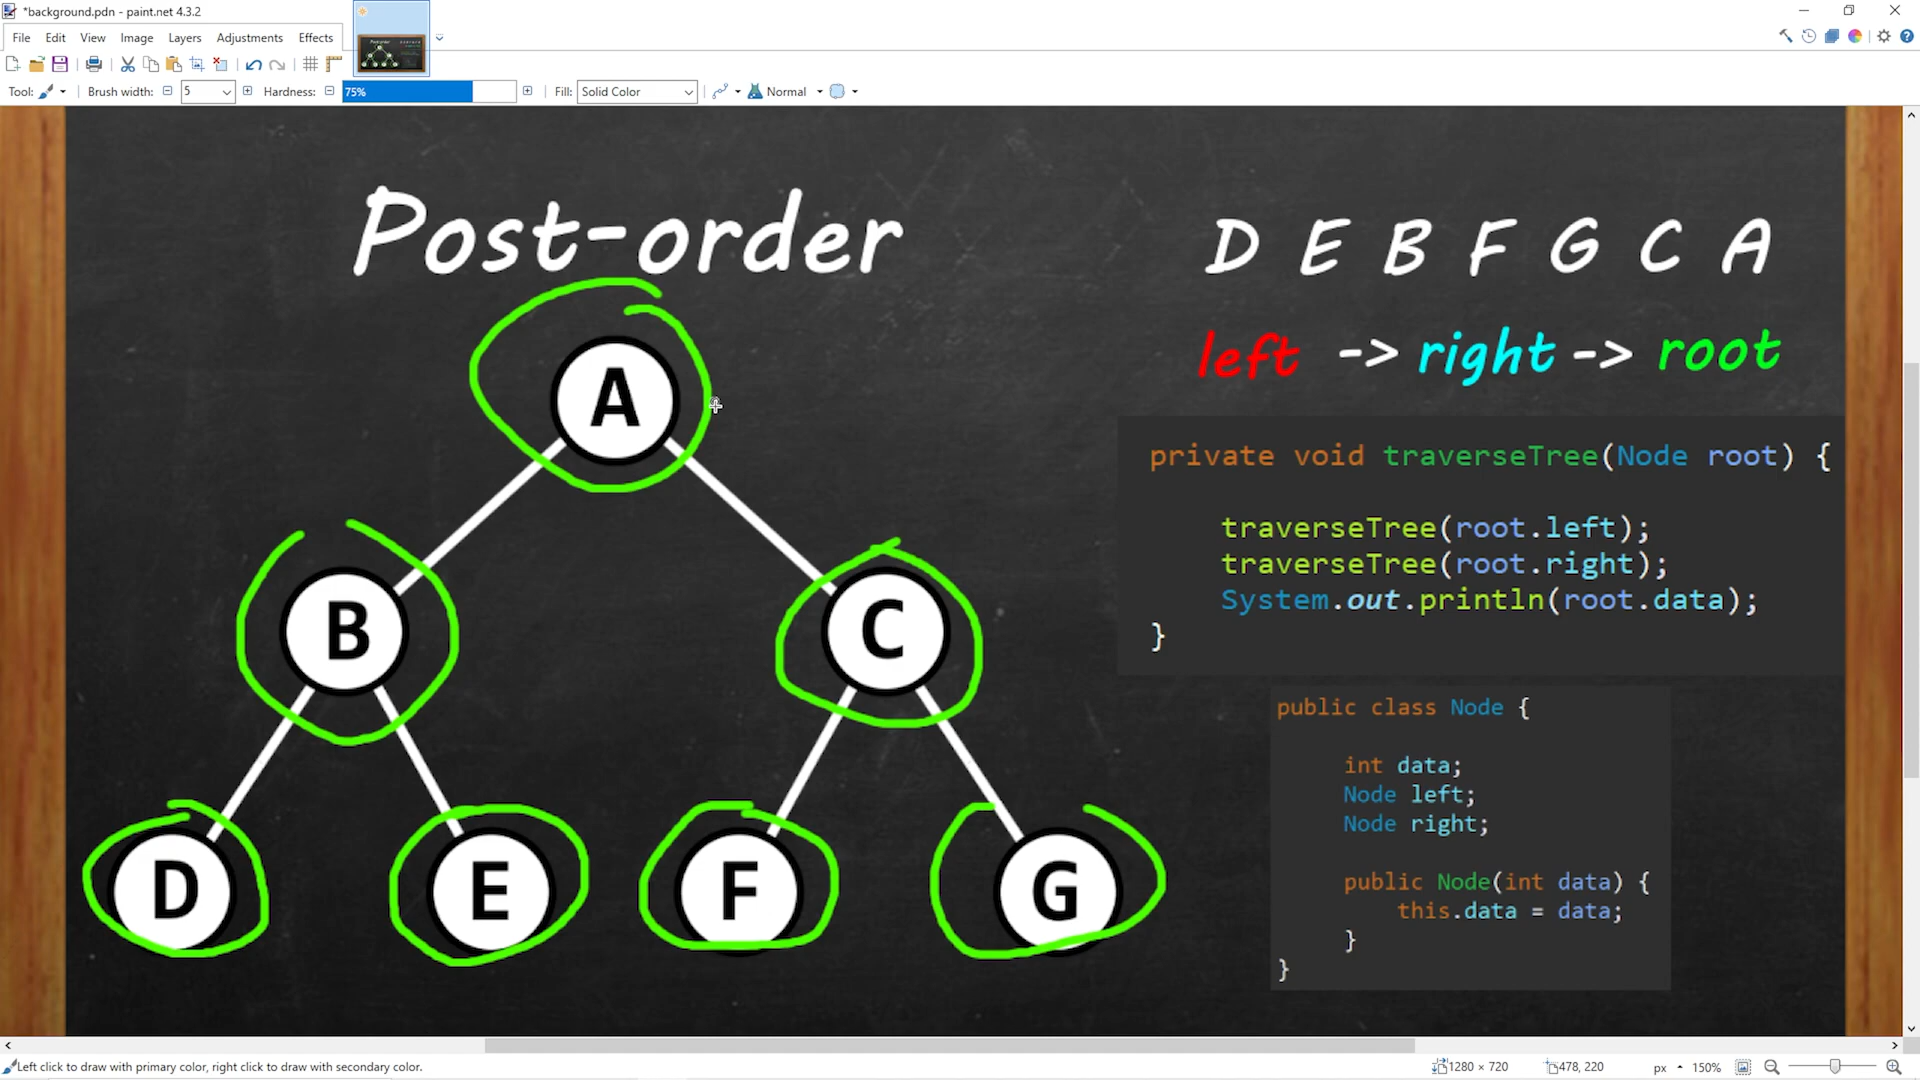 *background.pdn - paint.net 4.3.2
File Edit View Image Layers Adjustments Effects
Tool: Brush width: 5 Hardness: 75% Fill: Solid Color Normal
Post-order
D E B F G C A
left -> right -> root
A
B
C
D
E
F
G
private void traverseTree(Node root) {
traverseTree(root.left);
traverseTree(root.right);
System.out.println(root.data);
}
public class Node {
int data;
Node left;
Node right;
public Node(int data) {
this.data = data;
}
}
Left click to draw with primary color, right click to draw with secondary color. 1280 × 720 478, 220 px 150%